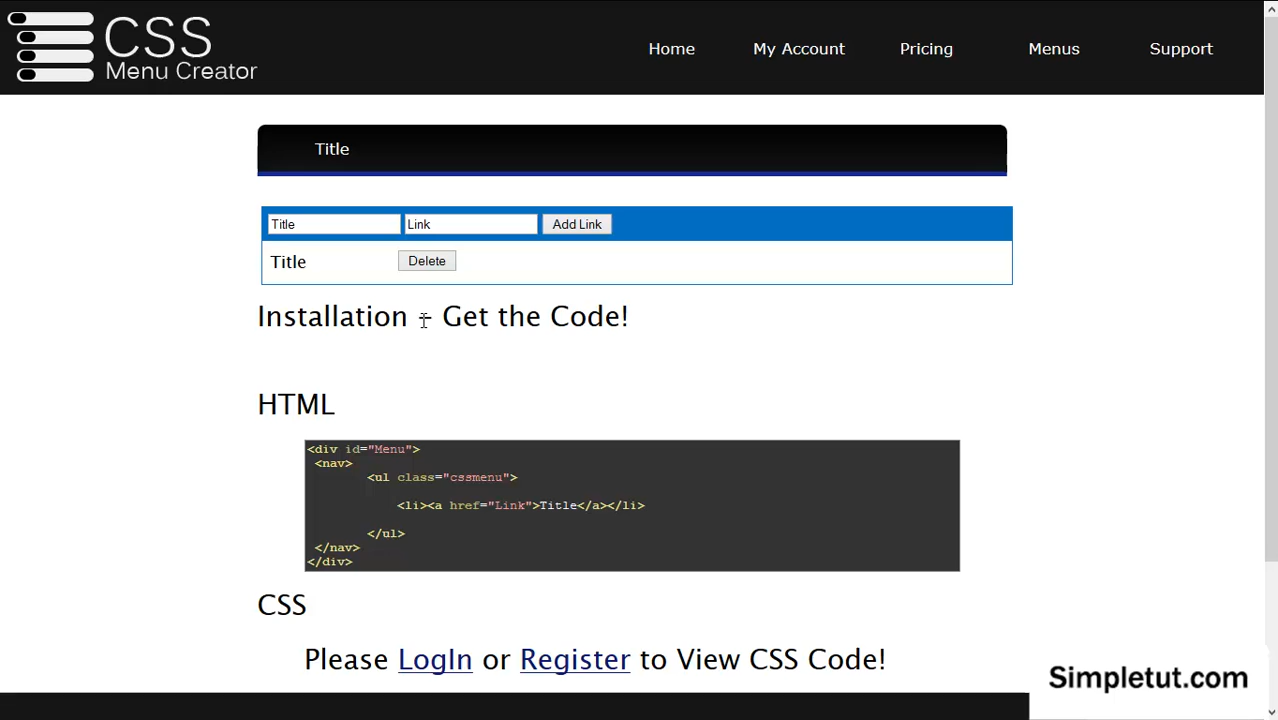 CSS
Menu Creator
Home My Account Pricing Menus Support
Title
Title Link Add Link
Title Delete
Installation - Get the Code!
HTML
<div id="Menu">
<nav>
<ul class="cssmenu">
<li><a href="Link">Title</a></li>
</ul>
</nav>
</div>
CSS
Please LogIn or Register to View CSS Code!
Simpletut.com